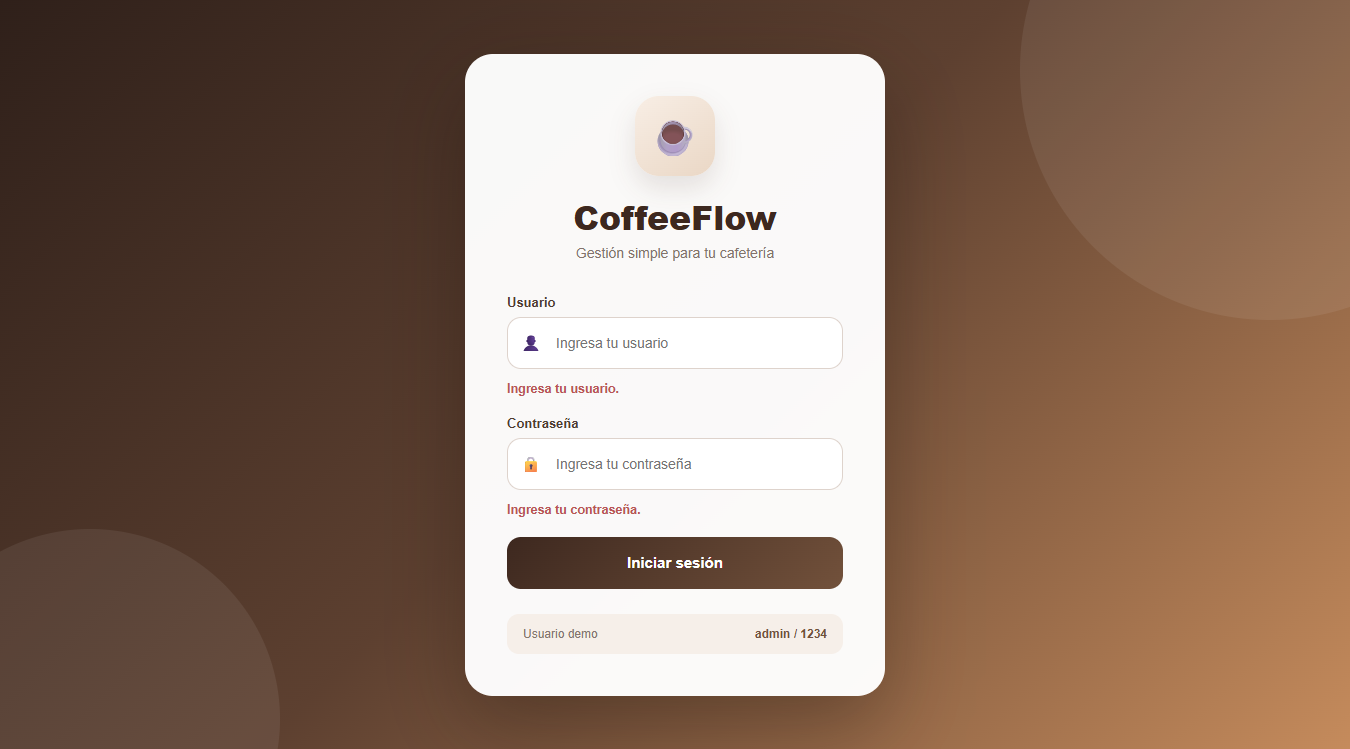 CoffeeFlow
Gestión simple para tu cafetería
Usuario
Ingresa tu usuario
Ingresa tu usuario.
Contraseña
Ingresa tu contraseña
Ingresa tu contraseña.
Iniciar sesión
Usuario demo admin / 1234